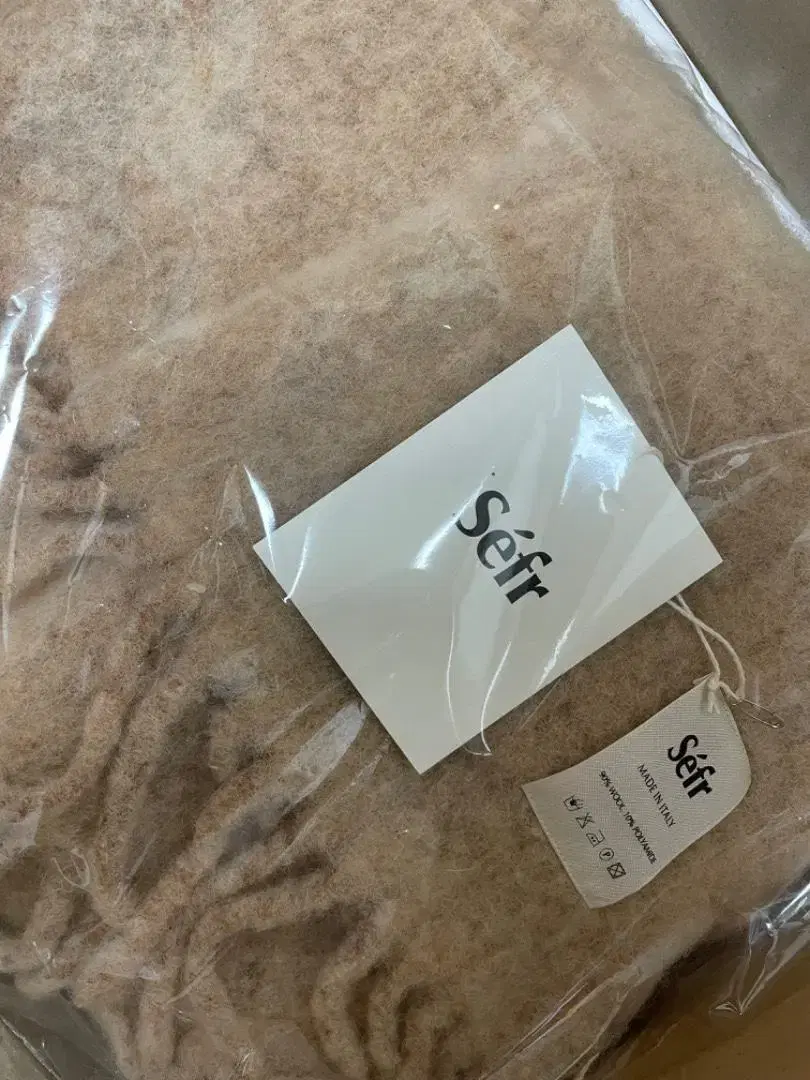 Séfr
Séfr
MADE IN ITALY
90% WOOL, 10% POLYAMIDE
P